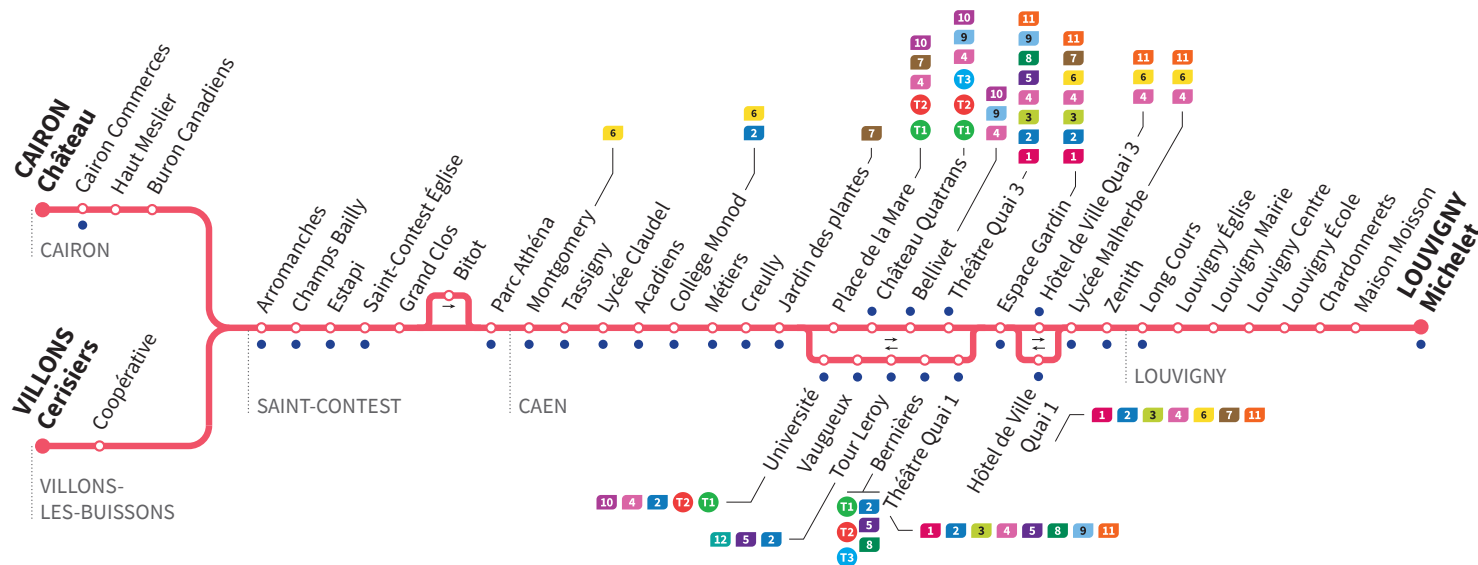 CAIRON
Château
Cairon Commerces
Haut Meslier
Buron Canadiens
CAIRON
VILLONS
Cerisiers
Coopérative
VILLONS-
LES-BUISSONS
Arromanches
Champs Bailly
Estapi
Saint-Contest Église
Grand Clos
Bitot
SAINT-CONTEST
Parc Athéna
Montgomery
6
Tassigny
Lycée Claudel
Acadiens
Collège Monod
6
2
Métiers
Creully
Jardin des plantes
7
CAEN
Place de la Mare
10
7
4
T2
T1
Château Quatrans
10
9
4
T3
T2
T1
Bellivet
10
9
4
Théâtre Quai 3
11
9
8
5
4
3
2
1
Espace Gardin
11
7
6
4
3
2
1
Hôtel de Ville Quai 3
11
6
4
Lycée Malherbe
11
6
4
Zenith
Long Cours
Louvigny Église
Louvigny Mairie
Louvigny Centre
Louvigny École
Chardonnerets
Maison Moisson
LOUVIGNY
Michelet
LOUVIGNY
Université
10 4 2 T2 T1
Vaugueux
Tour Leroy
12 5 2
Bernières
T1 2
T2 5
T3 8
Théâtre Quai 1
1 2 3 4 5 8 9 11
Hôtel de Ville
Quai 1
1 2 3 4 6 7 11